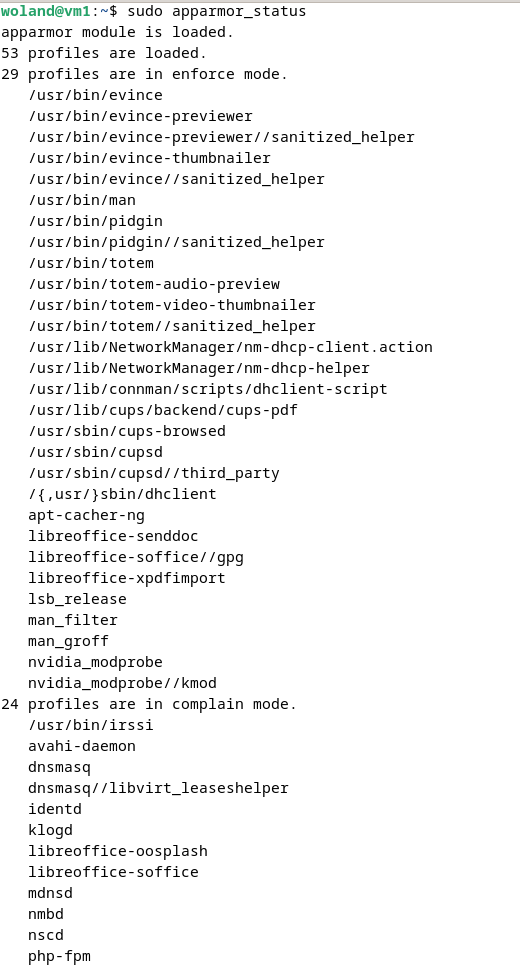 woland@vm1:~$ sudo apparmor_status
apparmor module is loaded.
53 profiles are loaded.
29 profiles are in enforce mode.
   /usr/bin/evince
   /usr/bin/evince-previewer
   /usr/bin/evince-previewer//sanitized_helper
   /usr/bin/evince-thumbnailer
   /usr/bin/evince//sanitized_helper
   /usr/bin/man
   /usr/bin/pidgin
   /usr/bin/pidgin//sanitized_helper
   /usr/bin/totem
   /usr/bin/totem-audio-preview
   /usr/bin/totem-video-thumbnailer
   /usr/bin/totem//sanitized_helper
   /usr/lib/NetworkManager/nm-dhcp-client.action
   /usr/lib/NetworkManager/nm-dhcp-helper
   /usr/lib/connman/scripts/dhclient-script
   /usr/lib/cups/backend/cups-pdf
   /usr/sbin/cups-browsed
   /usr/sbin/cupsd
   /usr/sbin/cupsd//third_party
   /{,usr/}sbin/dhclient
   apt-cacher-ng
   libreoffice-senddoc
   libreoffice-soffice//gpg
   libreoffice-xpdfimport
   lsb_release
   man_filter
   man_groff
   nvidia_modprobe
   nvidia_modprobe//kmod
24 profiles are in complain mode.
   /usr/bin/irssi
   avahi-daemon
   dnsmasq
   dnsmasq//libvirt_leaseshelper
   identd
   klogd
   libreoffice-oosplash
   libreoffice-soffice
   mdnsd
   nmbd
   nscd
   php-fpm